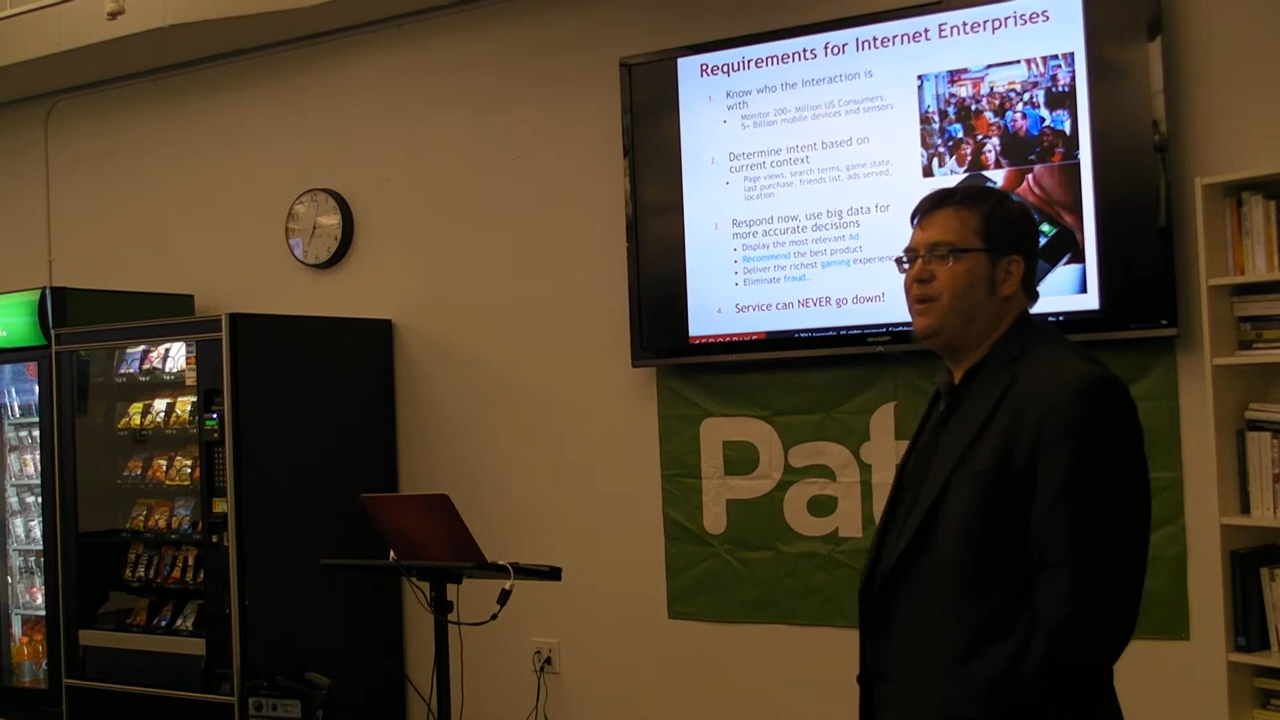 Requirements for Internet Enterprises
1. Know who the Interaction is
with
• Monitor 200+ Million US Consumers,
5+ Billion mobile devices and sensors
2. Determine intent based on
current context
• Page views, search terms, game state,
last purchase, friends list, ads served,
location
3. Respond now, use big data for
more accurate decisions
• Display the most relevant Ad
• Recommend the best product
• Deliver the richest gaming experienc
• Eliminate fraud...
4. Service can NEVER go down!
SHARP
Pat